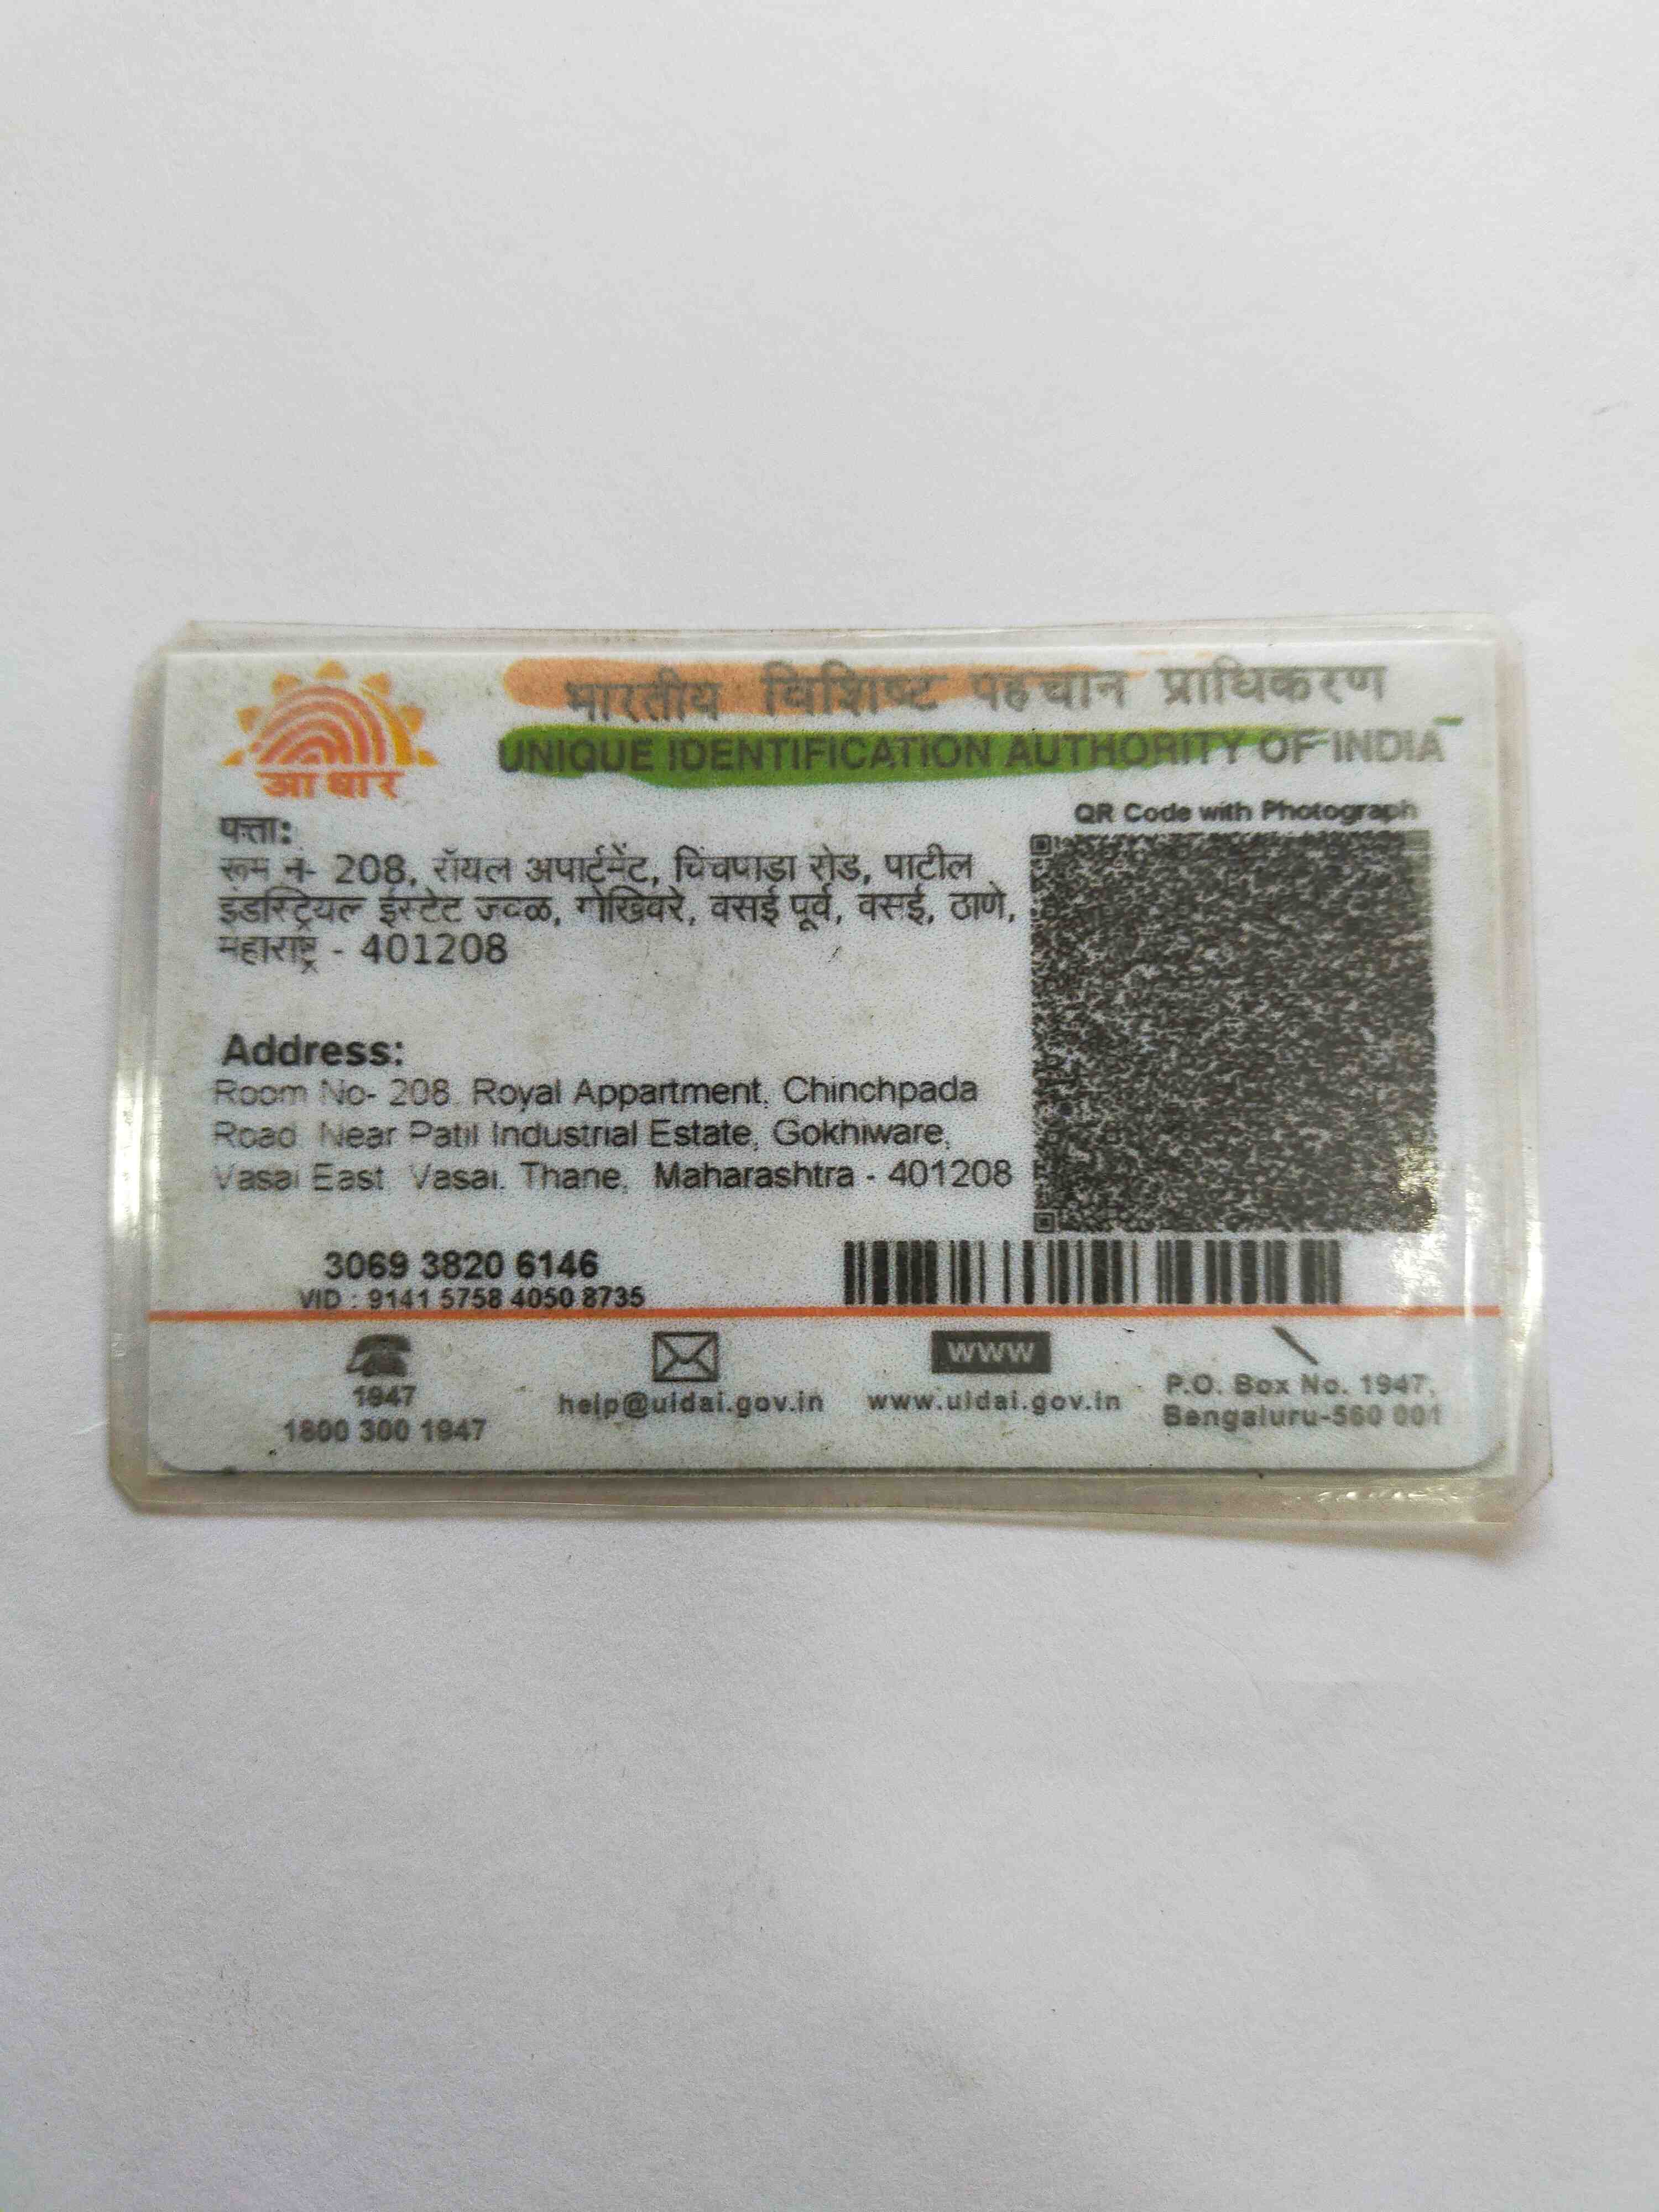 आधार
भारतीय विशिष्ट पहचान प्राधिकरण
UNIQUE IDENTIFICATION AUTHORITY OF INDIA
QR Code with Photograph
पत्ता:
रूम न- 208, रॉयल अपार्टमेंट, चिंचपाडा रोड, पाटील
इंडस्ट्रियल ईस्टेट जवळ, गोखिवरे, वसई पूर्व, वसई, ठाणे,
महाराष्ट्र - 401208
Address:
Room No- 208, Royal Appartment, Chinchpada
Road, Near Patil Industrial Estate, Gokhiware,
Vasai East, Vasai, Thane, Maharashtra - 401208
3069 3820 6146
VID : 9141 5758 4050 8735
1947
1800 300 1947
help@uidai.gov.in
WWW
www.uidai.gov.in
P.O. Box No. 1947,
Bengaluru-560 001